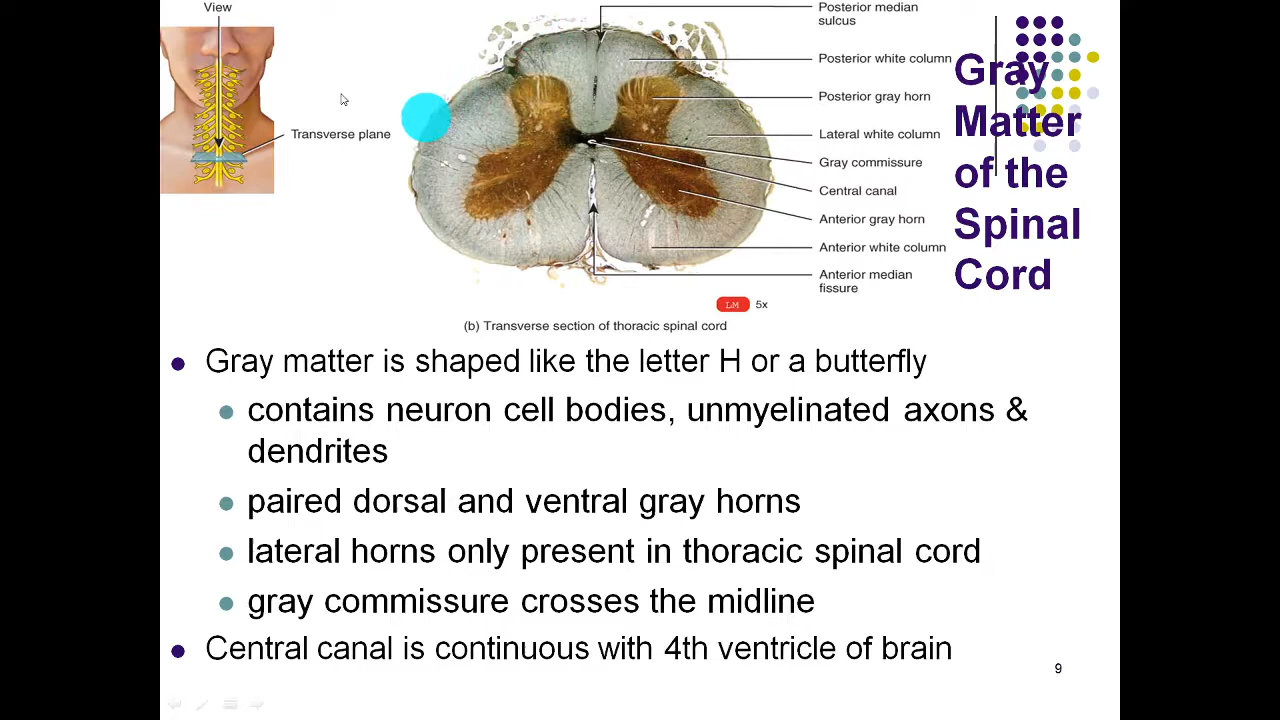 View
Transverse plane
Posterior median
sulcus
Posterior white column
Posterior gray horn
Lateral white column
Gray commissure
Central canal
Anterior gray horn
Anterior white column
Anterior median
fissure
LM 5x
(b) Transverse section of thoracic spinal cord
Gray
Matter
of the
Spinal
Cord
Gray matter is shaped like the letter H or a butterfly
contains neuron cell bodies, unmyelinated axons &
dendrites
paired dorsal and ventral gray horns
lateral horns only present in thoracic spinal cord
gray commissure crosses the midline
Central canal is continuous with 4th ventricle of brain
9